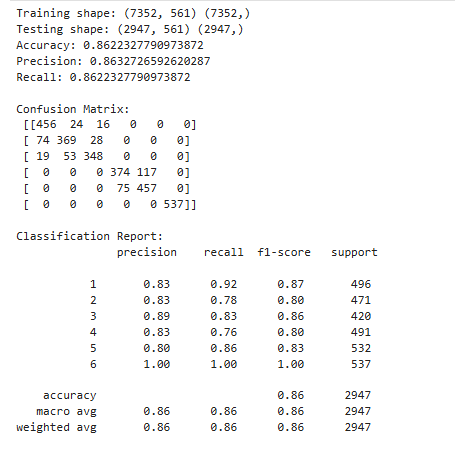 Training shape: (7352, 561) (7352,)
Testing shape: (2947, 561) (2947,)
Accuracy: 0.8622327790973872
Precision: 0.8632726592620287
Recall: 0.8622327790973872

Confusion Matrix:
 [[456  24  16   0   0   0]
 [ 74 369  28   0   0   0]
 [ 19  53 348   0   0   0]
 [  0   0   0 374 117   0]
 [  0   0   0  75 457   0]
 [  0   0   0   0   0 537]]

Classification Report:
               precision    recall  f1-score   support

           1       0.83      0.92      0.87       496
           2       0.83      0.78      0.80       471
           3       0.89      0.83      0.86       420
           4       0.83      0.76      0.80       491
           5       0.80      0.86      0.83       532
           6       1.00      1.00      1.00       537

    accuracy                           0.86      2947
   macro avg       0.86      0.86      0.86      2947
weighted avg       0.86      0.86      0.86      2947